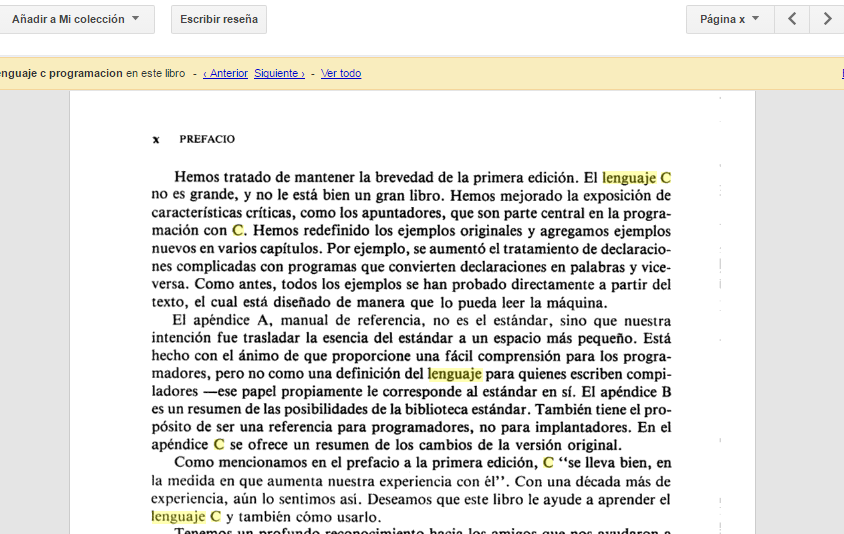 Añadir a Mi colección
Escribir reseña
Página x
enguaje c programacion en este libro - ‹ Anterior Siguiente › - Ver todo
x PREFACIO
Hemos tratado de mantener la brevedad de la primera edición. El lenguaje C
no es grande, y no le está bien un gran libro. Hemos mejorado la exposición de
características críticas, como los apuntadores, que son parte central en la progra-
mación con C. Hemos redefinido los ejemplos originales y agregamos ejemplos
nuevos en varios capítulos. Por ejemplo, se aumentó el tratamiento de declaracio-
nes complicadas con programas que convierten declaraciones en palabras y vice-
versa. Como antes, todos los ejemplos se han probado directamente a partir del
texto, el cual está diseñado de manera que lo pueda leer la máquina.
El apéndice A, manual de referencia, no es el estándar, sino que nuestra
intención fue trasladar la esencia del estándar a un espacio más pequeño. Está
hecho con el ánimo de que proporcione una fácil comprensión para los progra-
madores, pero no como una definición del lenguaje para quienes escriben compi-
ladores —ese papel propiamente le corresponde al estándar en sí. El apéndice B
es un resumen de las posibilidades de la biblioteca estándar. También tiene el pro-
pósito de ser una referencia para programadores, no para implantadores. En el
apéndice C se ofrece un resumen de los cambios de la versión original.
Como mencionamos en el prefacio a la primera edición, C “se lleva bien, en
la medida en que aumenta nuestra experiencia con él”. Con una década más de
experiencia, aún lo sentimos así. Deseamos que este libro le ayude a aprender el
lenguaje C y también cómo usarlo.
Tenemos un profundo reconocimiento hacia los amigos que nos ayudaron a